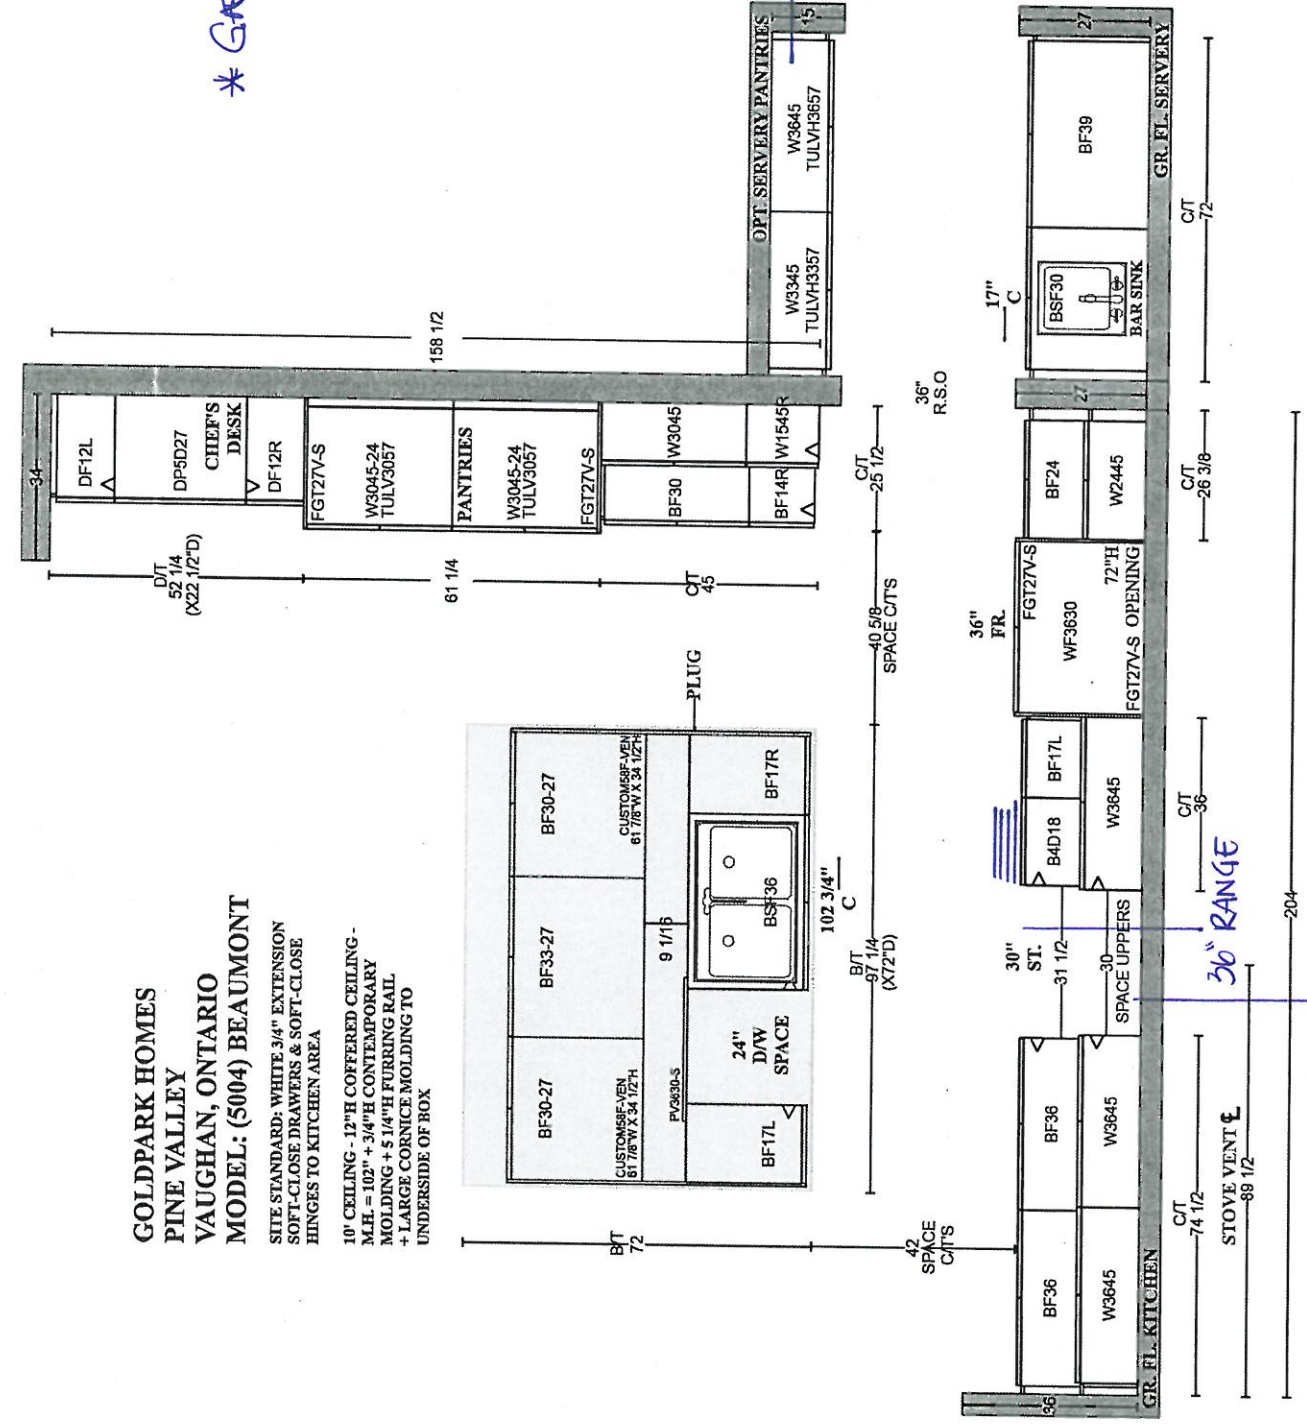 GOLDPARK HOMES
PINE VALLEY
VAUGHAN, ONTARIO
MODEL: (5004) BEAUMONT
SITE STANDARD: WHITE 3/4" EXTENSION
SOFT-CLOSE DRAWERS & SOFT-CLOSE
HINGES TO KITCHEN AREA
10' CEILING - 12"H COFFERED CEILING -
M.H. = 102" + 3/4"H CONTEMPORARY
MOLDING + 5 1/4"H FURRING RAIL
+ LARGE CORNICE MOLDING TO
UNDERSIDE OF BOX
34
DF12L
DP5D27
CHEF'S
DESK
DF12R
D/T
52 1/4
(X22 1/2"D)
FGT27V-S
W3045-24
TULV3057
PANTRIES
W3045-24
TULV3057
FGT27V-S
61 1/4
BF30
W3045
BF14R
W1545R
C/T
45
C/T
25 1/2
158 1/2
OPT. SERVERY PANTRIES
W3345
TULVH3357
W3645
TULVH3657
15
36"
R.S.O
B/T
72
BF30-27
BF33-27
BF30-27
CUSTOM58F-VEN
61 7/8"W X 34 1/2"H
CUSTOM58F-VEN
61 7/8"W X 34 1/2"H
9 1/16
PV3630-S
BF17L
24"
D/W
SPACE
BSF36
BF17R
PLUG
102 3/4"
C
B/T
97 1/4
(X72"D)
40 5/8
SPACE C/T'S
42
SPACE
C/T'S
36
BF36
BF36
W3645
W3645
30"
ST.
31 1/2
30
SPACE UPPERS
B4D18
BF17L
W3645
36"
FR.
FGT27V-S
WF3630
72"H
OPENING
FGT27V-S
BF24
W2445
27
17"
C
BSF30
BAR SINK
BF39
27
GR. FL. KITCHEN
GR. FL. SERVERY
C/T
74 1/2
STOVE VENT ℄
89 1/2
36" RANGE
C/T
36
C/T
26 3/8
C/T
72
204